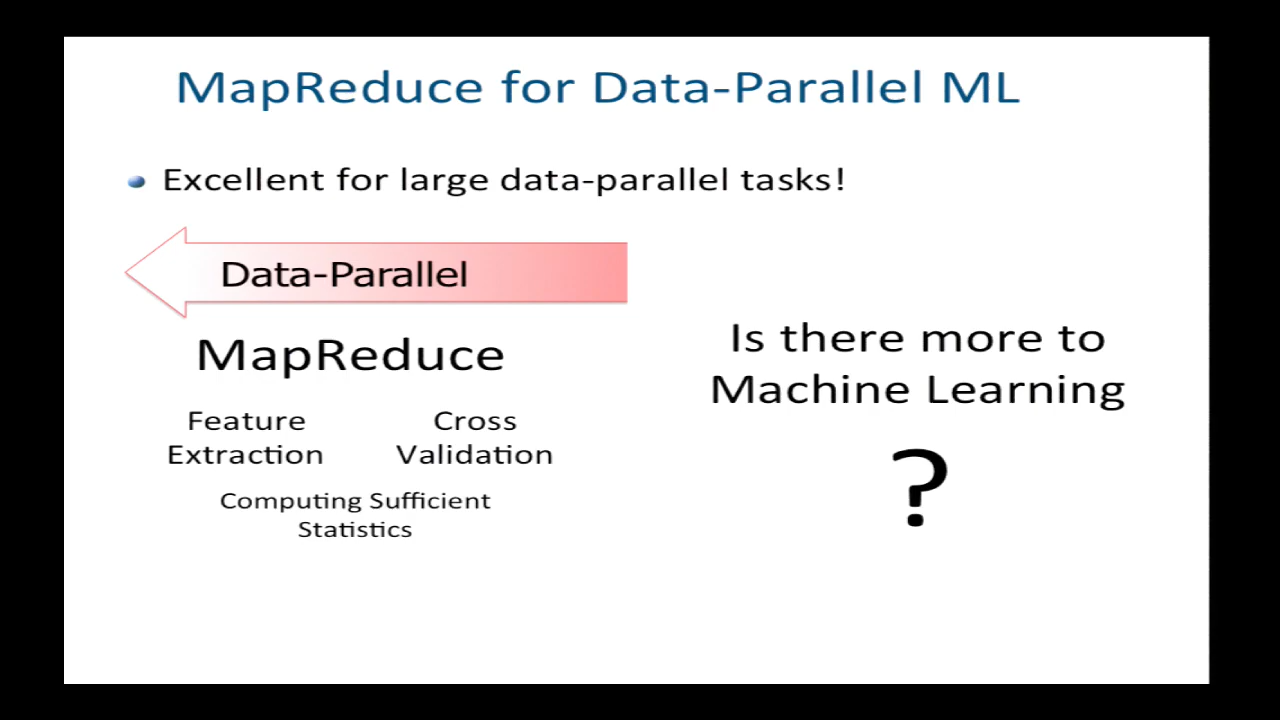 MapReduce for Data-Parallel ML
Excellent for large data-parallel tasks!
Data-Parallel
MapReduce
Feature
Extraction
Cross
Validation
Computing Sufficient
Statistics
Is there more to
Machine Learning
?